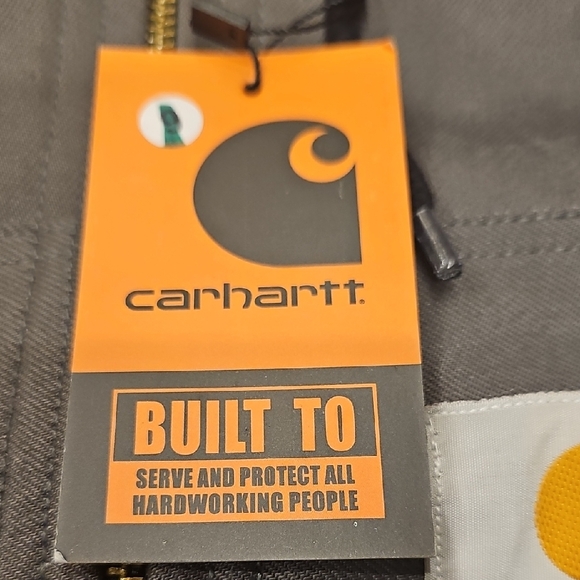 carhartt
BUILT TO
SERVE AND PROTECT ALL
HARDWORKING PEOPLE